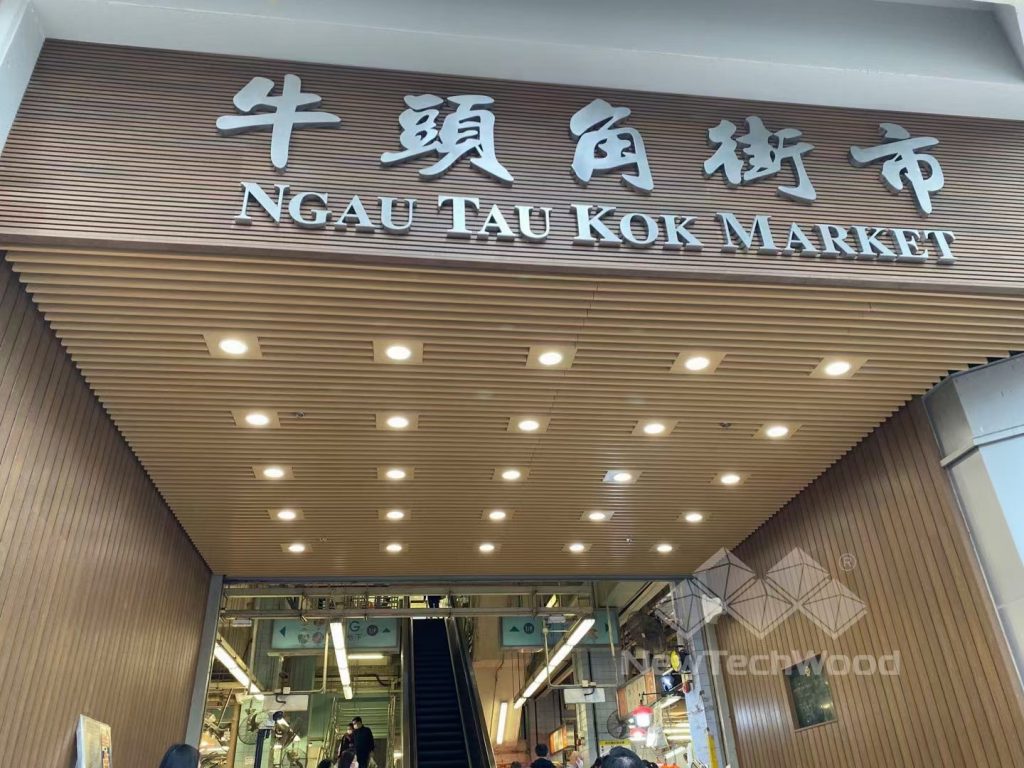 牛頭角街市
NGAU TAU KOK MARKET
G
NewTechWood
®